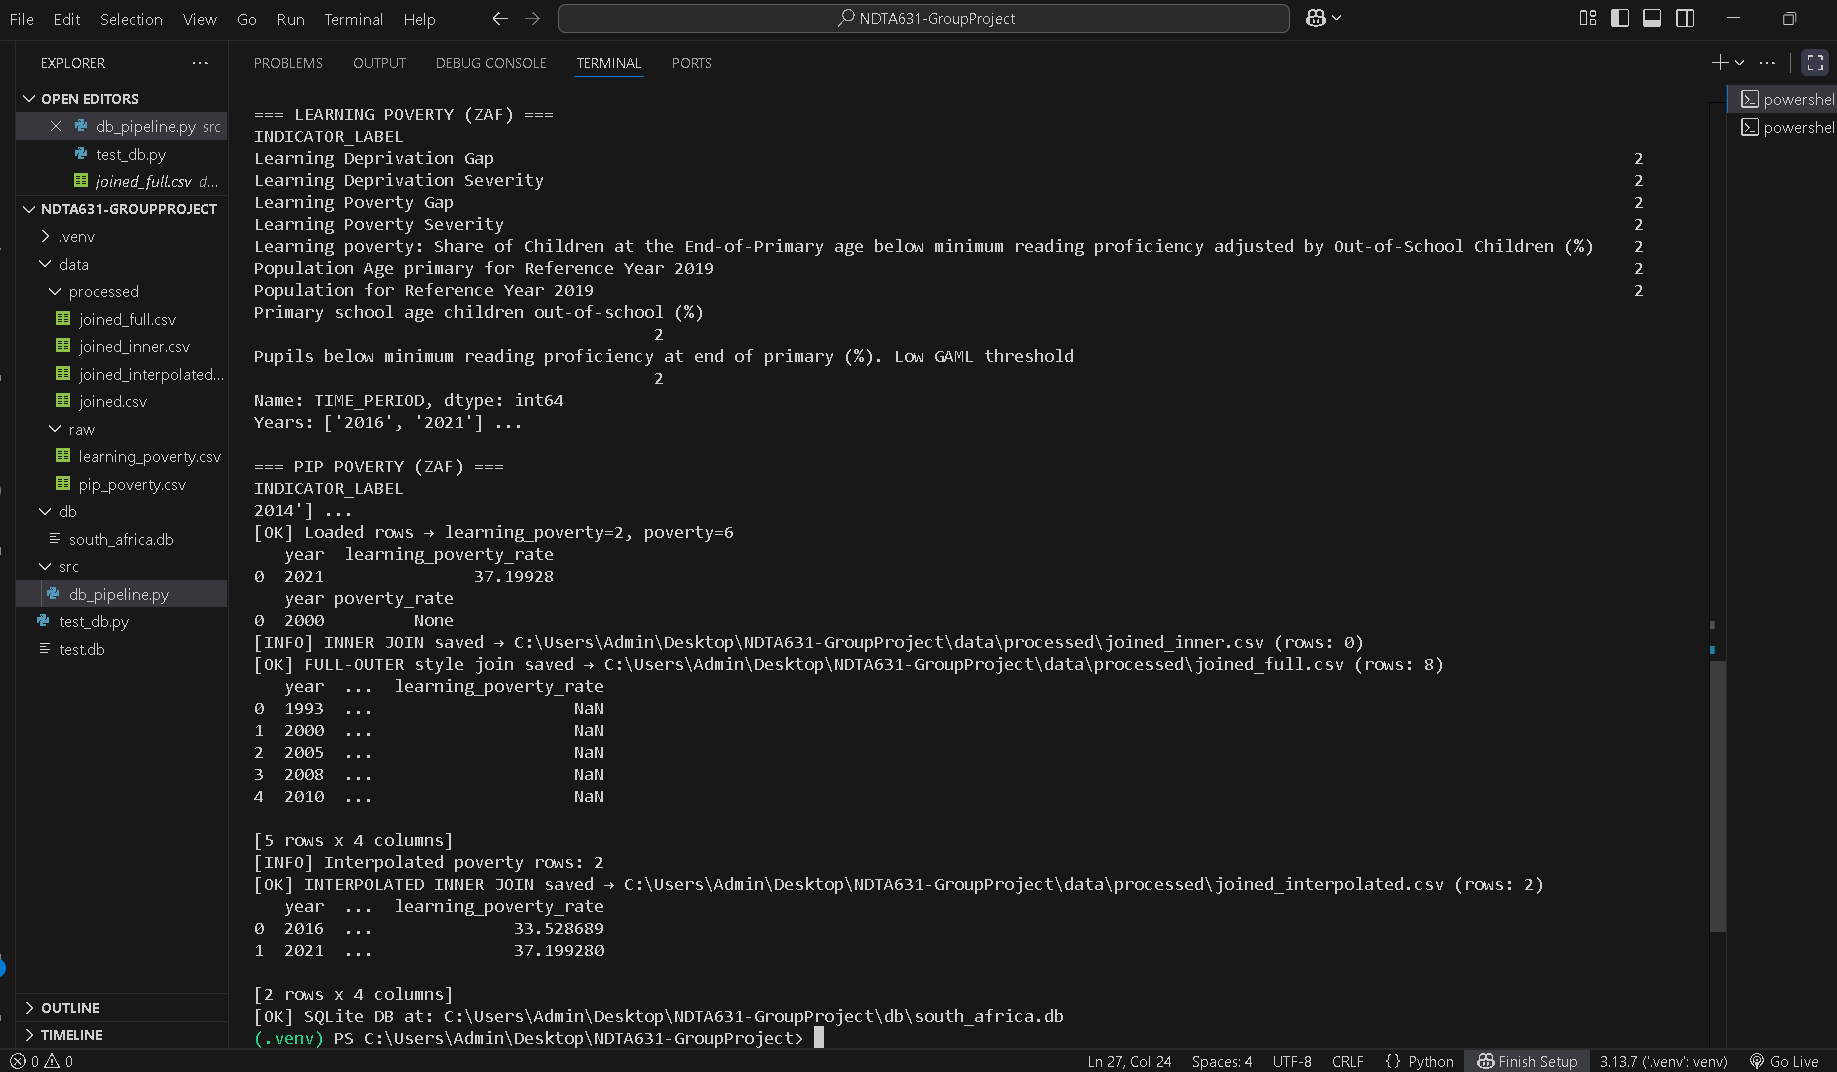 File Edit Selection View Go Run Terminal Help
NDTA631-GroupProject
EXPLORER
OPEN EDITORS
db_pipeline.py src
test_db.py
joined_full.csv d...
NDTA631-GROUPPROJECT
.venv
data
processed
joined_full.csv
joined_inner.csv
joined_interpolated...
joined.csv
raw
learning_poverty.csv
pip_poverty.csv
db
south_africa.db
src
db_pipeline.py
test_db.py
test.db
OUTLINE
TIMELINE
PROBLEMS OUTPUT DEBUG CONSOLE TERMINAL PORTS
=== LEARNING POVERTY (ZAF) ===
INDICATOR_LABEL
Learning Deprivation Gap 2
Learning Deprivation Severity 2
Learning Poverty Gap 2
Learning Poverty Severity 2
Learning poverty: Share of Children at the End-of-Primary age below minimum reading proficiency adjusted by Out-of-School Children (%) 2
Population Age primary for Reference Year 2019 2
Population for Reference Year 2019 2
Primary school age children out-of-school (%)
2
Pupils below minimum reading proficiency at end of primary (%). Low GAML threshold
2
Name: TIME_PERIOD, dtype: int64
Years: ['2016', '2021'] ...
=== PIP POVERTY (ZAF) ===
INDICATOR_LABEL
2014'] ...
[OK] Loaded rows → learning_poverty=2, poverty=6
year learning_poverty_rate
0 2021 37.19928
year poverty_rate
0 2000 None
[INFO] INNER JOIN saved → C:\Users\Admin\Desktop\NDTA631-GroupProject\data\processed\joined_inner.csv (rows: 0)
[OK] FULL-OUTER style join saved → C:\Users\Admin\Desktop\NDTA631-GroupProject\data\processed\joined_full.csv (rows: 8)
year ... learning_poverty_rate
0 1993 ... NaN
1 2000 ... NaN
2 2005 ... NaN
3 2008 ... NaN
4 2010 ... NaN
[5 rows x 4 columns]
[INFO] Interpolated poverty rows: 2
[OK] INTERPOLATED INNER JOIN saved → C:\Users\Admin\Desktop\NDTA631-GroupProject\data\processed\joined_interpolated.csv (rows: 2)
year ... learning_poverty_rate
0 2016 ... 33.528689
1 2021 ... 37.199280
[2 rows x 4 columns]
[OK] SQLite DB at: C:\Users\Admin\Desktop\NDTA631-GroupProject\db\south_africa.db
(.venv) PS C:\Users\Admin\Desktop\NDTA631-GroupProject>
powershel
powershel
0 0 Ln 27, Col 24 Spaces: 4 UTF-8 CRLF {} Python Finish Setup 3.13.7 ('.venv': venv) Go Live